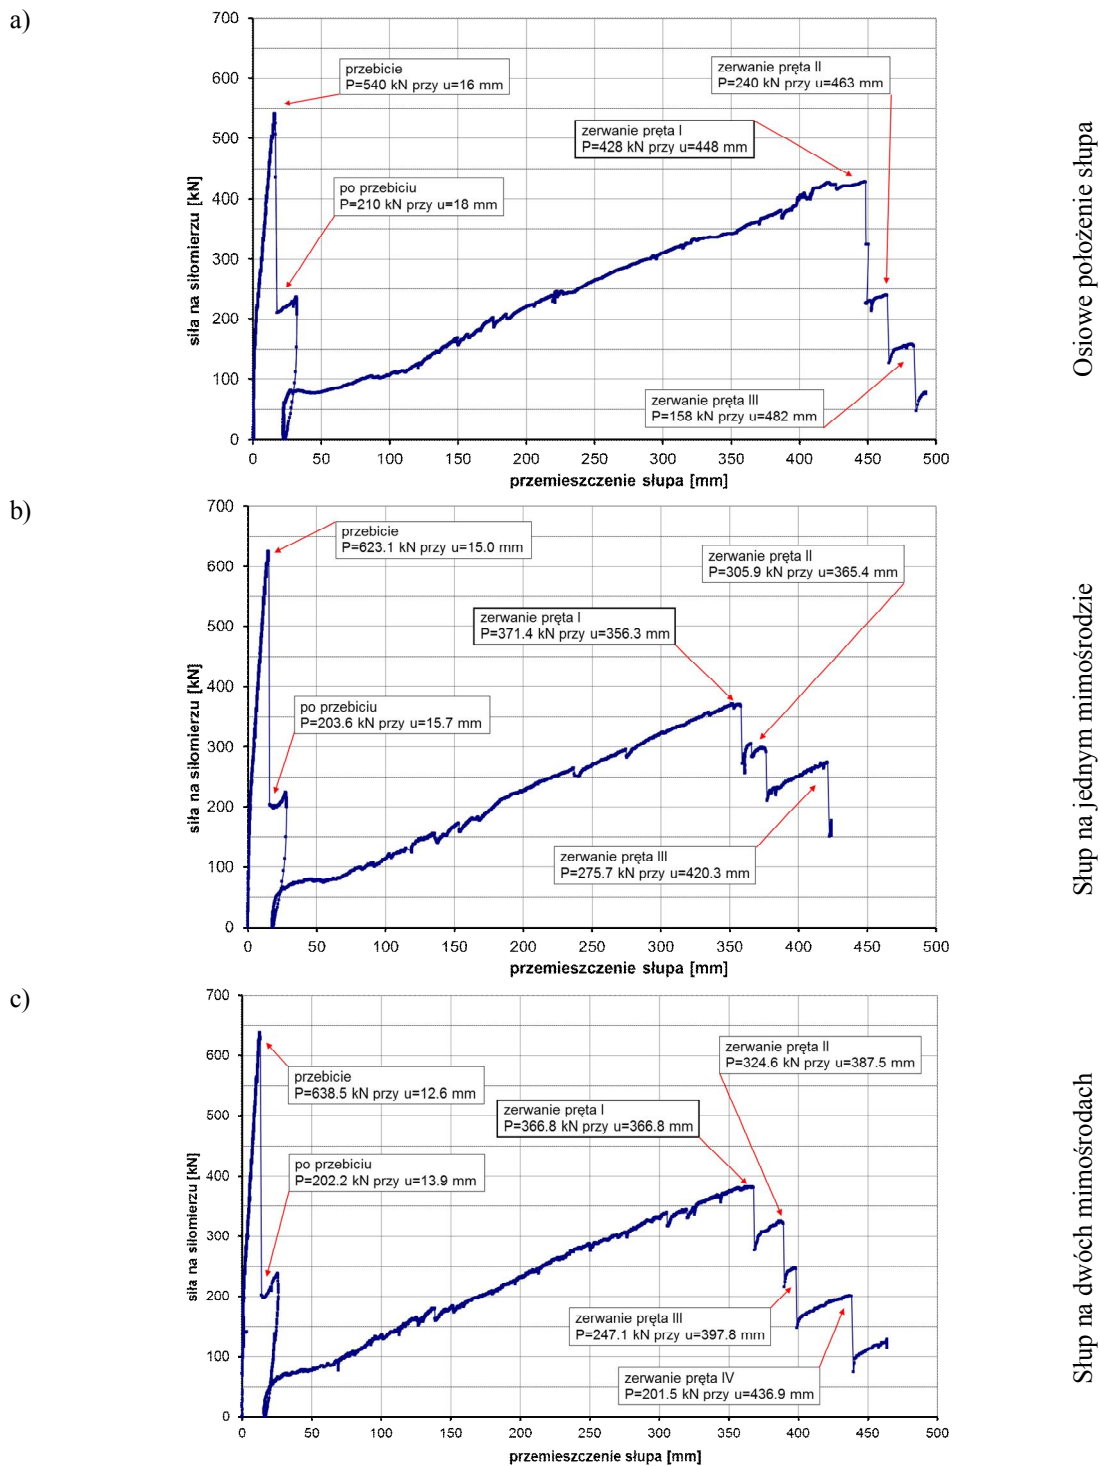 a)
700
600
500
400
300
200
100
0
0 50 100 150 200 250 300 350 400 450 500
siła na siłomierzu [kN]
przemieszczenie słupa [mm]
przebicie
P=540 kN przy u=16 mm
po przebiciu
P=210 kN przy u=18 mm
zerwanie pręta I
P=428 kN przy u=448 mm
zerwanie pręta II
P=240 kN przy u=463 mm
zerwanie pręta III
P=158 kN przy u=482 mm
Osiowe położenie słupa
b)
700
600
500
400
300
200
100
0
0 50 100 150 200 250 300 350 400 450 500
siła na siłomierzu [kN]
przemieszczenie słupa [mm]
przebicie
P=623.1 kN przy u=15.0 mm
po przebiciu
P=203.6 kN przy u=15.7 mm
zerwanie pręta I
P=371.4 kN przy u=356.3 mm
zerwanie pręta II
P=305.9 kN przy u=365.4 mm
zerwanie pręta III
P=275.7 kN przy u=420.3 mm
Słup na jednym mimośrodzie
c)
700
600
500
400
300
200
100
0
0 50 100 150 200 250 300 350 400 450 500
siła na siłomierzu [kN]
przemieszczenie słupa [mm]
przebicie
P=638.5 kN przy u=12.6 mm
po przebiciu
P=202.2 kN przy u=13.9 mm
zerwanie pręta I
P=366.8 kN przy u=366.8 mm
zerwanie pręta II
P=324.6 kN przy u=387.5 mm
zerwanie pręta III
P=247.1 kN przy u=397.8 mm
zerwanie pręta IV
P=201.5 kN przy u=436.9 mm
Słup na dwóch mimośrodach